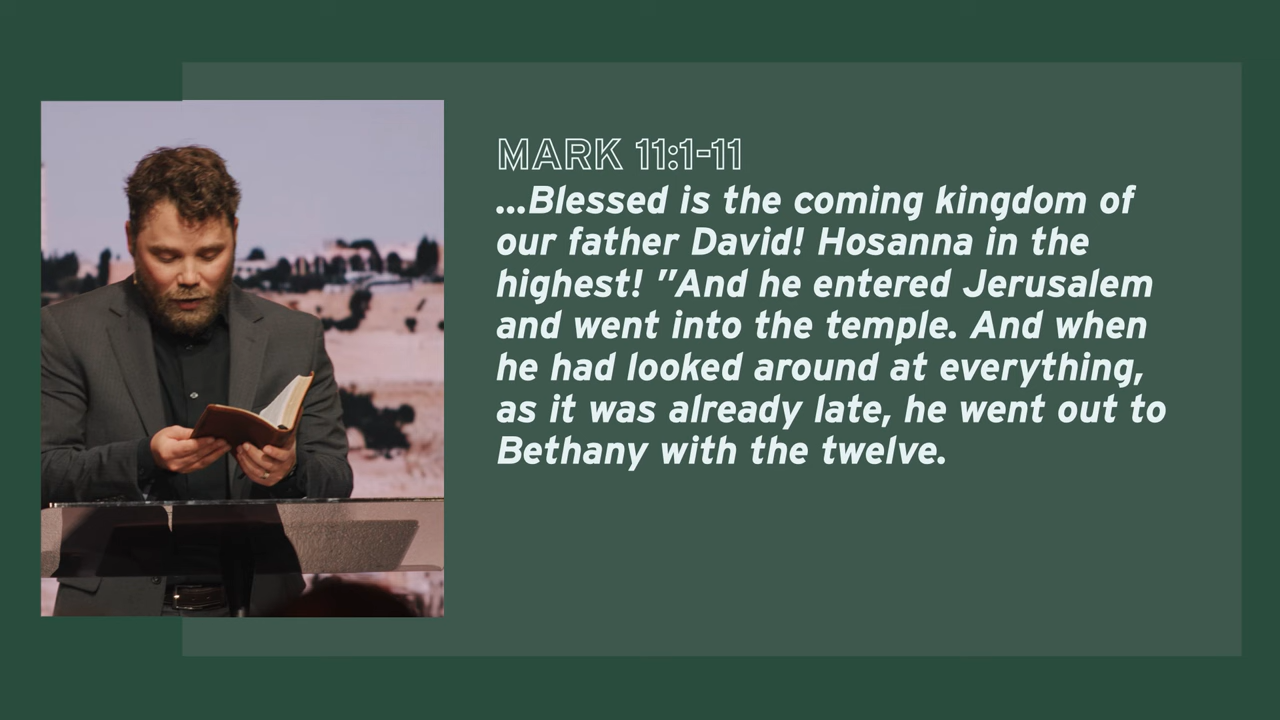 MARK 11:1-11
...Blessed is the coming kingdom of
our father David! Hosanna in the
highest! "And he entered Jerusalem
and went into the temple. And when
he had looked around at everything,
as it was already late, he went out to
Bethany with the twelve.